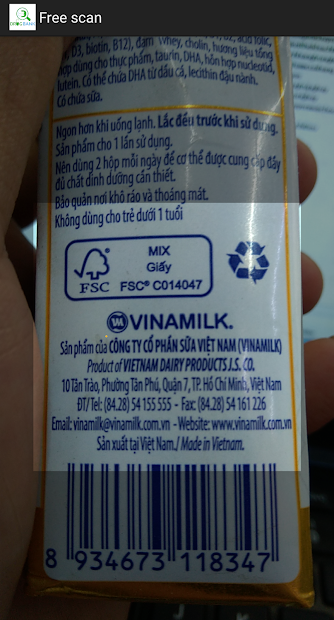 Free scan
DRUGBANK
, D3, biotin, B12), đạm whey, cholin, hương liệu tổng
hợp dùng cho thực phẩm, taurin, DHA, hỗn hợp nucleotid,
lutein. Có thể chứa DHA từ dầu cá, lecithin đậu nành.
Có chứa sữa.
Ngon hơn khi uống lạnh. Lắc đều trước khi sử dụng.
Sản phẩm cho 1 lần sử dụng.
Nên dùng 2 hộp mỗi ngày để cơ thể được cung cấp đầy
đủ chất dinh dưỡng cần thiết.
Bảo quản nơi khô ráo và thoáng mát.
Không dùng cho trẻ dưới 1 tuổi
MIX
Giấy
FSC FSC® C014047
VINAMILK.
Sản phẩm của CÔNG TY CỔ PHẦN SỮA VIỆT NAM (VINAMILK)
Product of VIETNAM DAIRY PRODUCTS J.S. CO.
10 Tân Trào, Phường Tân Phú, Quận 7, TP. Hồ Chí Minh, Việt Nam
ĐT/ Tel: (84.28) 54 155 555 - Fax: (84.28) 54 161 226
Email: vinamilk@vinamilk.com.vn - Website: www.vinamilk.com.vn
Sản xuất tại Việt Nam./ Made in Vietnam.
8 934673 118347